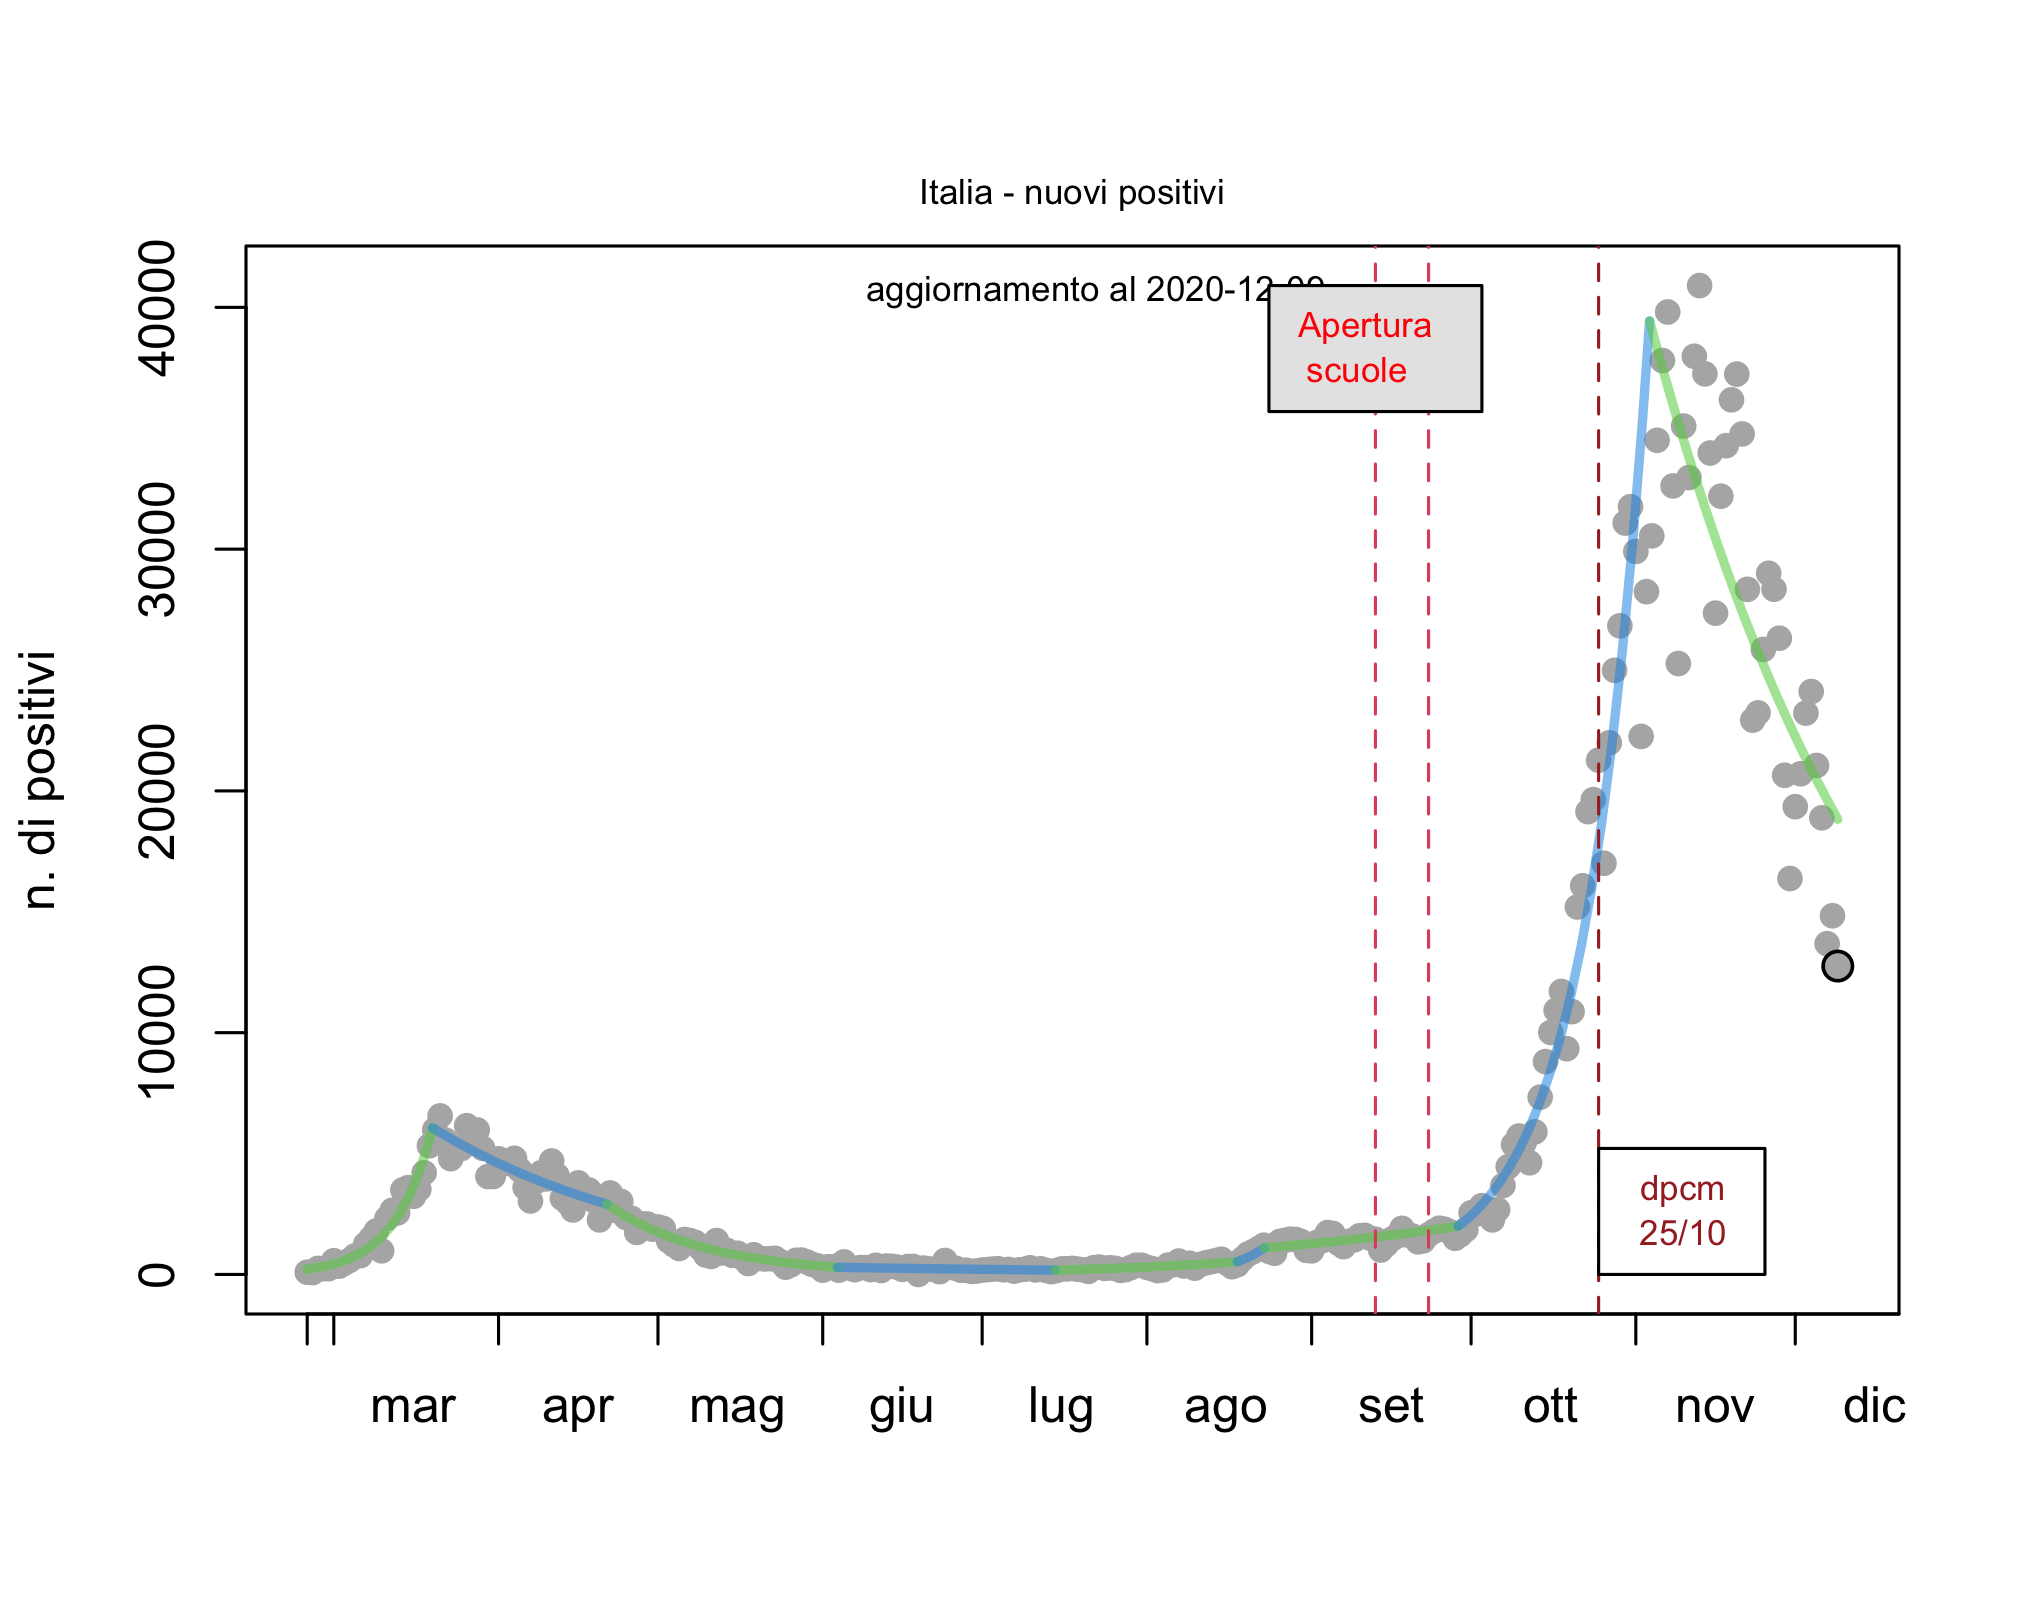 Italia - nuovi positivi
aggiornamento al 2020-12-09
Apertura
scuole
40000
30000
20000
10000
0
n. di positivi
dpcm
25/10
mar apr mag giu lug ago set ott nov dic